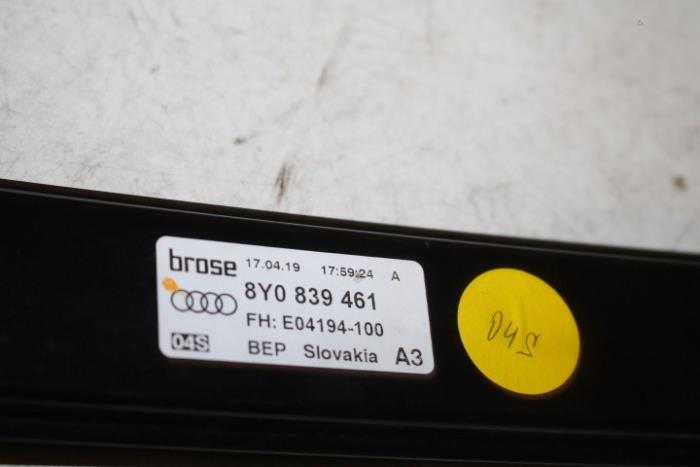 brose 17.04.19 17:59:24 A
8Y0 839 461
FH: E04194-100
04S BEP Slovakia A3
04S